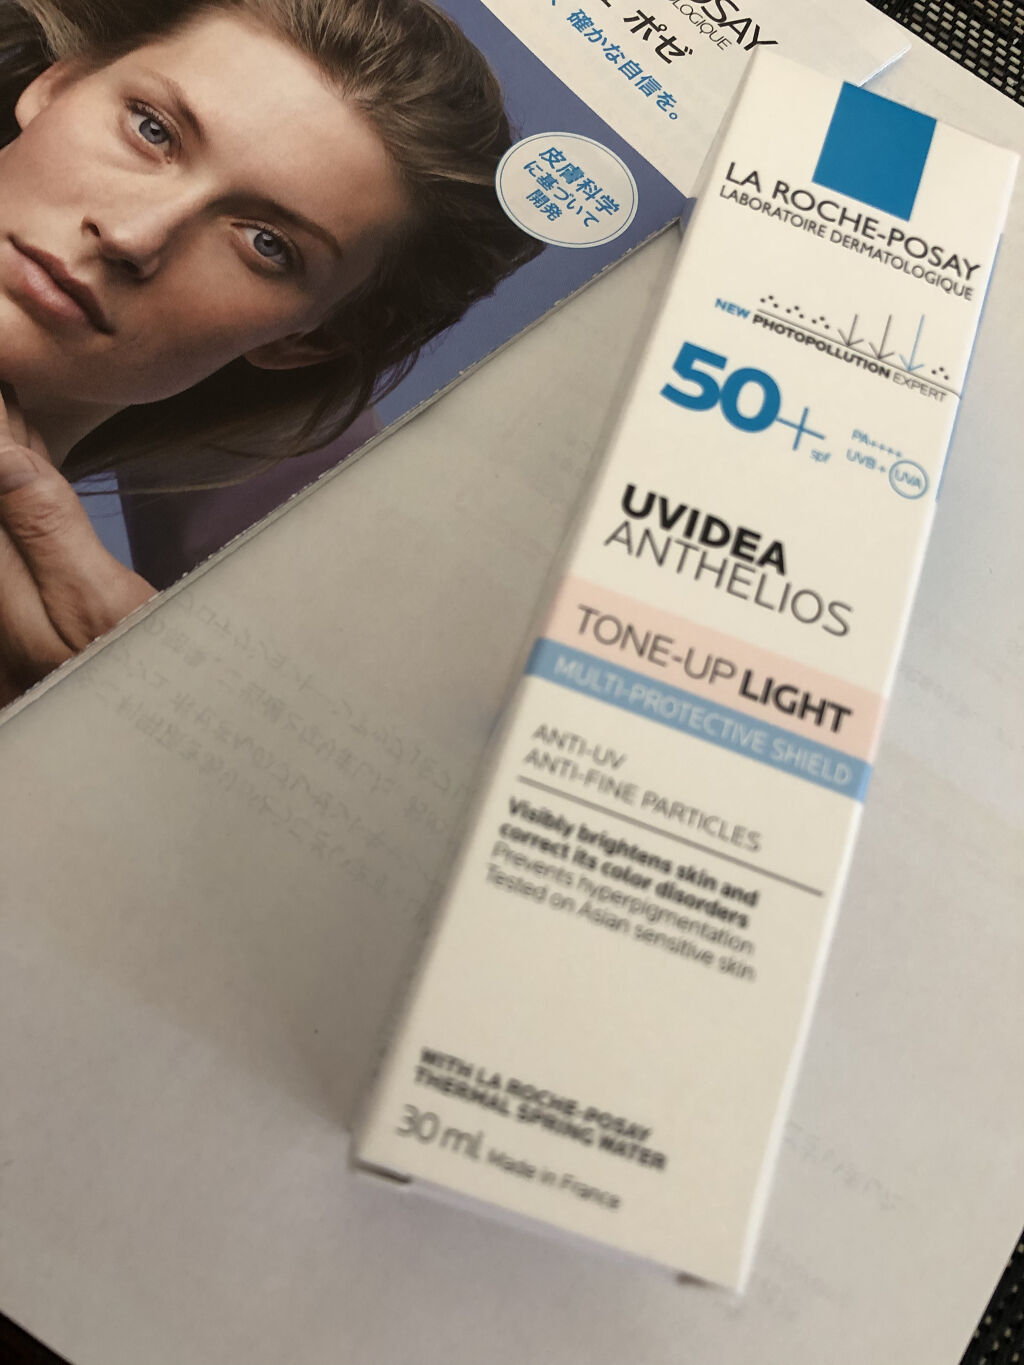 OSAY
OLOGIQUE
ポゼ
、確かな自信を。
皮膚科学
に基づいて
開発
LA ROCHE-POSAY
LABORATOIRE DERMATOLOGIQUE
NEW PHOTOPOLLUTION EXPERT
50+
spf
PA++++
UVB + UVA
UVIDEA
ANTHELIOS
TONE-UP LIGHT
MULTI-PROTECTIVE SHIELD
ANTI-UV
ANTI-FINE PARTICLES
Visibly brightens skin and
correct its color disorders
Prevents hyperpigmentation
Tested on Asian sensitive skin
WITH LA ROCHE-POSAY
THERMAL SPRING WATER
30 ml Made in France